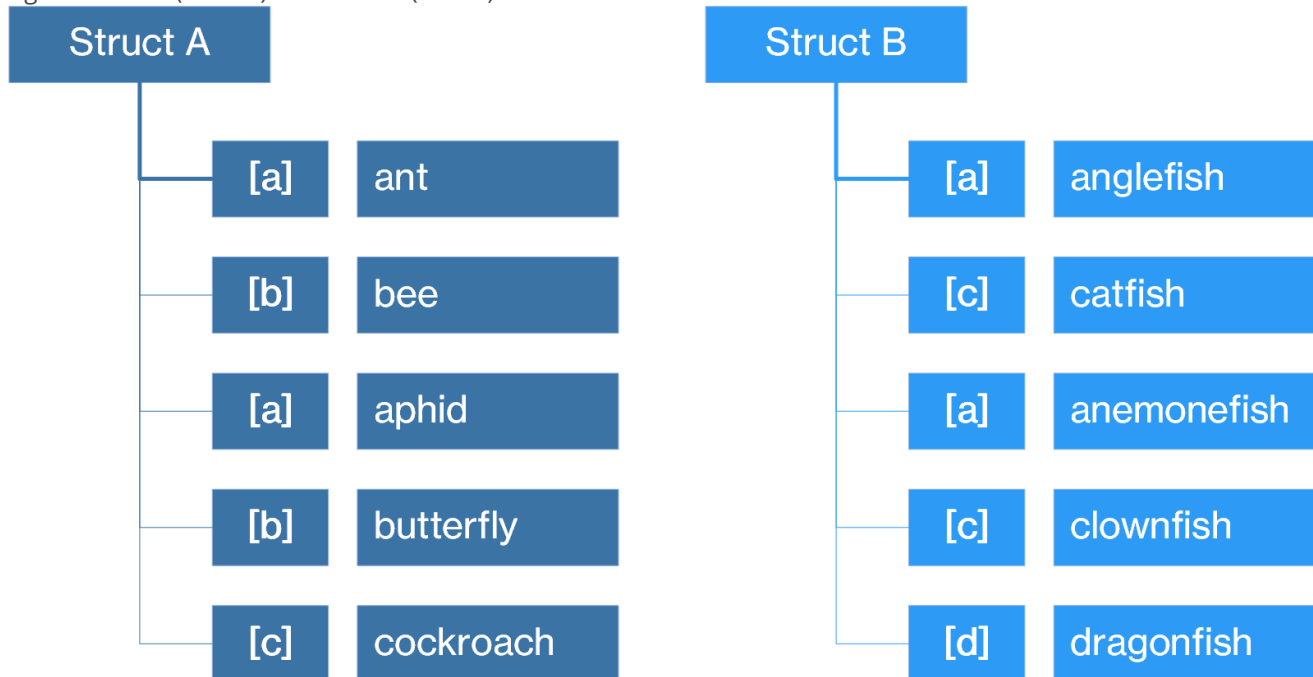 Struct A
[a] ant
[b] bee
[a] aphid
[b] butterfly
[c] cockroach
Struct B
[a] anglefish
[c] catfish
[a] anemonefish
[c] clownfish
[d] dragonfish